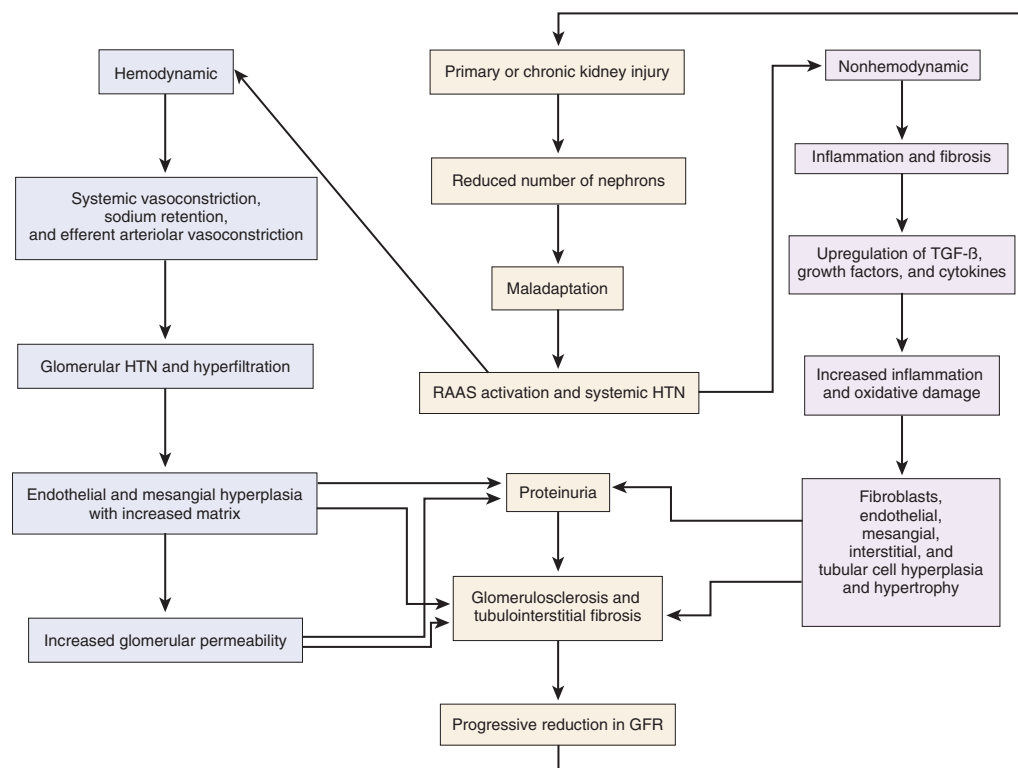 Hemodynamic
Systemic vasoconstriction,
sodium retention,
and efferent arteriolar vasoconstriction
Glomerular HTN and hyperfiltration
Endothelial and mesangial hyperplasia
with increased matrix
Increased glomerular permeability
Primary or chronic kidney injury
Reduced number of nephrons
Maladaptation
RAAS activation and systemic HTN
Proteinuria
Glomerulosclerosis and
tubulointerstitial fibrosis
Progressive reduction in GFR
Nonhemodynamic
Inflammation and fibrosis
Upregulation of TGF-ß,
growth factors, and cytokines
Increased inflammation
and oxidative damage
Fibroblasts,
endothelial,
mesangial,
interstitial, and
tubular cell hyperplasia
and hypertrophy